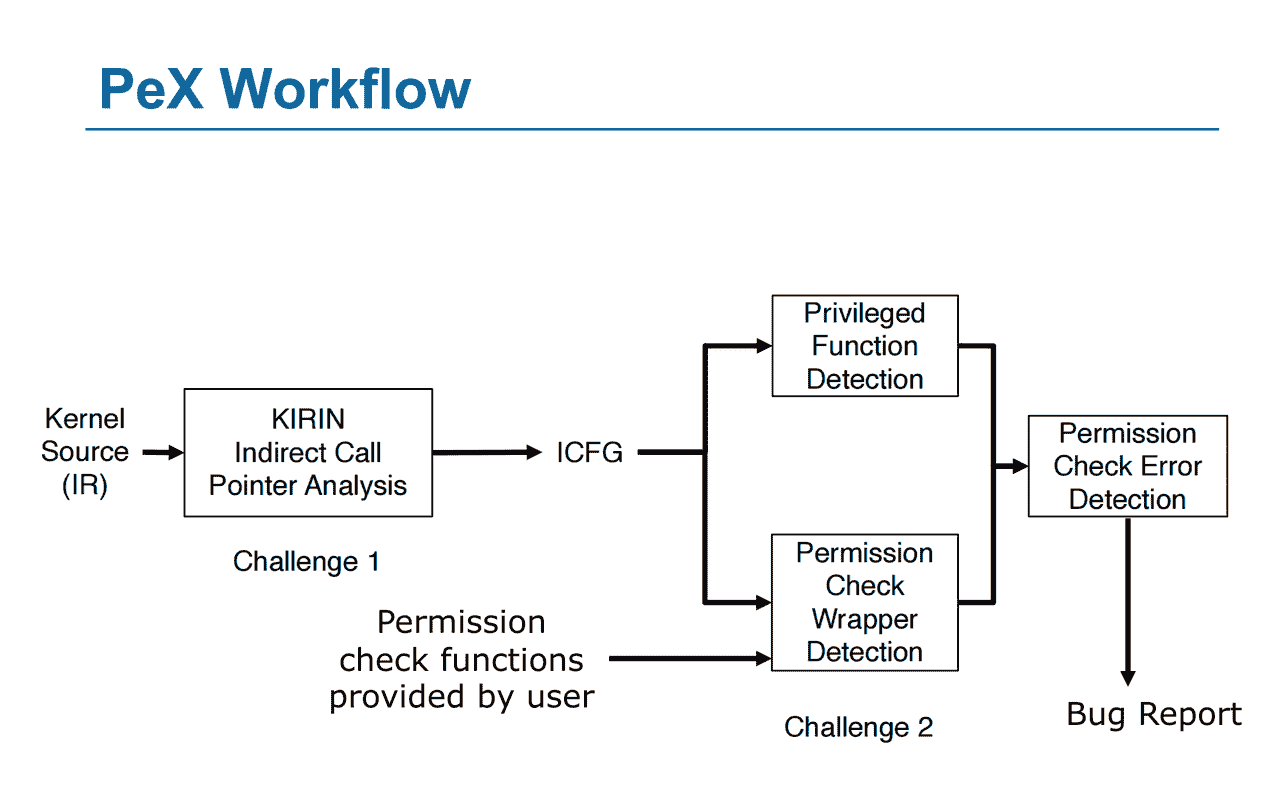 PeX Workflow
Kernel
Source
(IR)
KIRIN
Indirect Call
Pointer Analysis
Challenge 1
ICFG
Privileged
Function
Detection
Permission
check functions
provided by user
Permission
Check
Wrapper
Detection
Challenge 2
Permission
Check Error
Detection
Bug Report